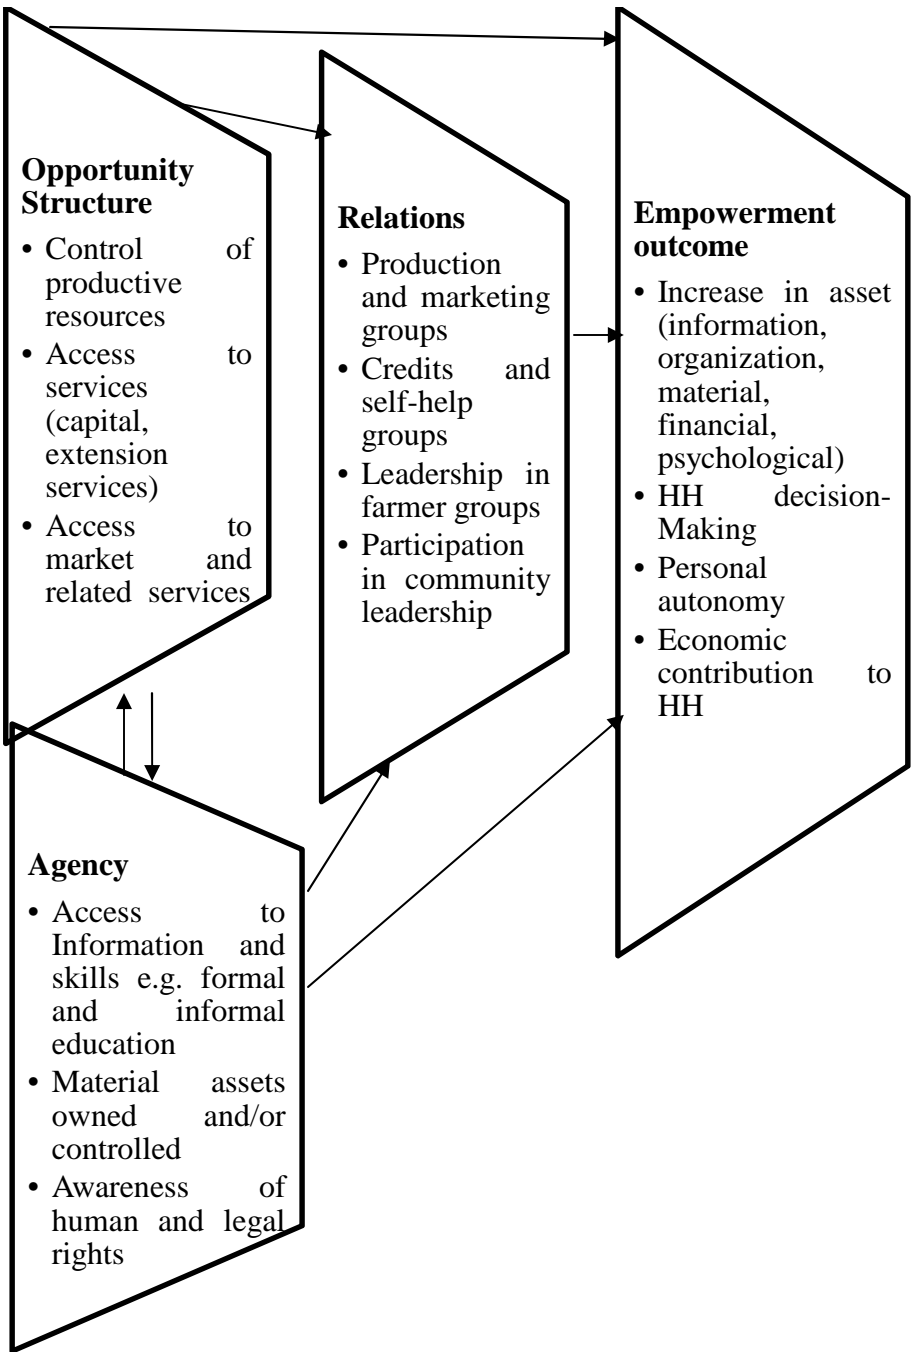 Opportunity
Structure
• Control of
productive
resources
• Access to
services
(capital,
extension
services)
• Access to
market and
related services
Relations
• Production
and marketing
groups
• Credits and
self-help
groups
• Leadership in
farmer groups
• Participation
in community
leadership
Empowerment
outcome
• Increase in asset
(information,
organization,
material,
financial,
psychological)
• HH decision-
Making
• Personal
autonomy
• Economic
contribution to
HH
Agency
• Access to
Information and
skills e.g. formal
and informal
education
• Material assets
owned and/or
controlled
• Awareness of
human and legal
rights